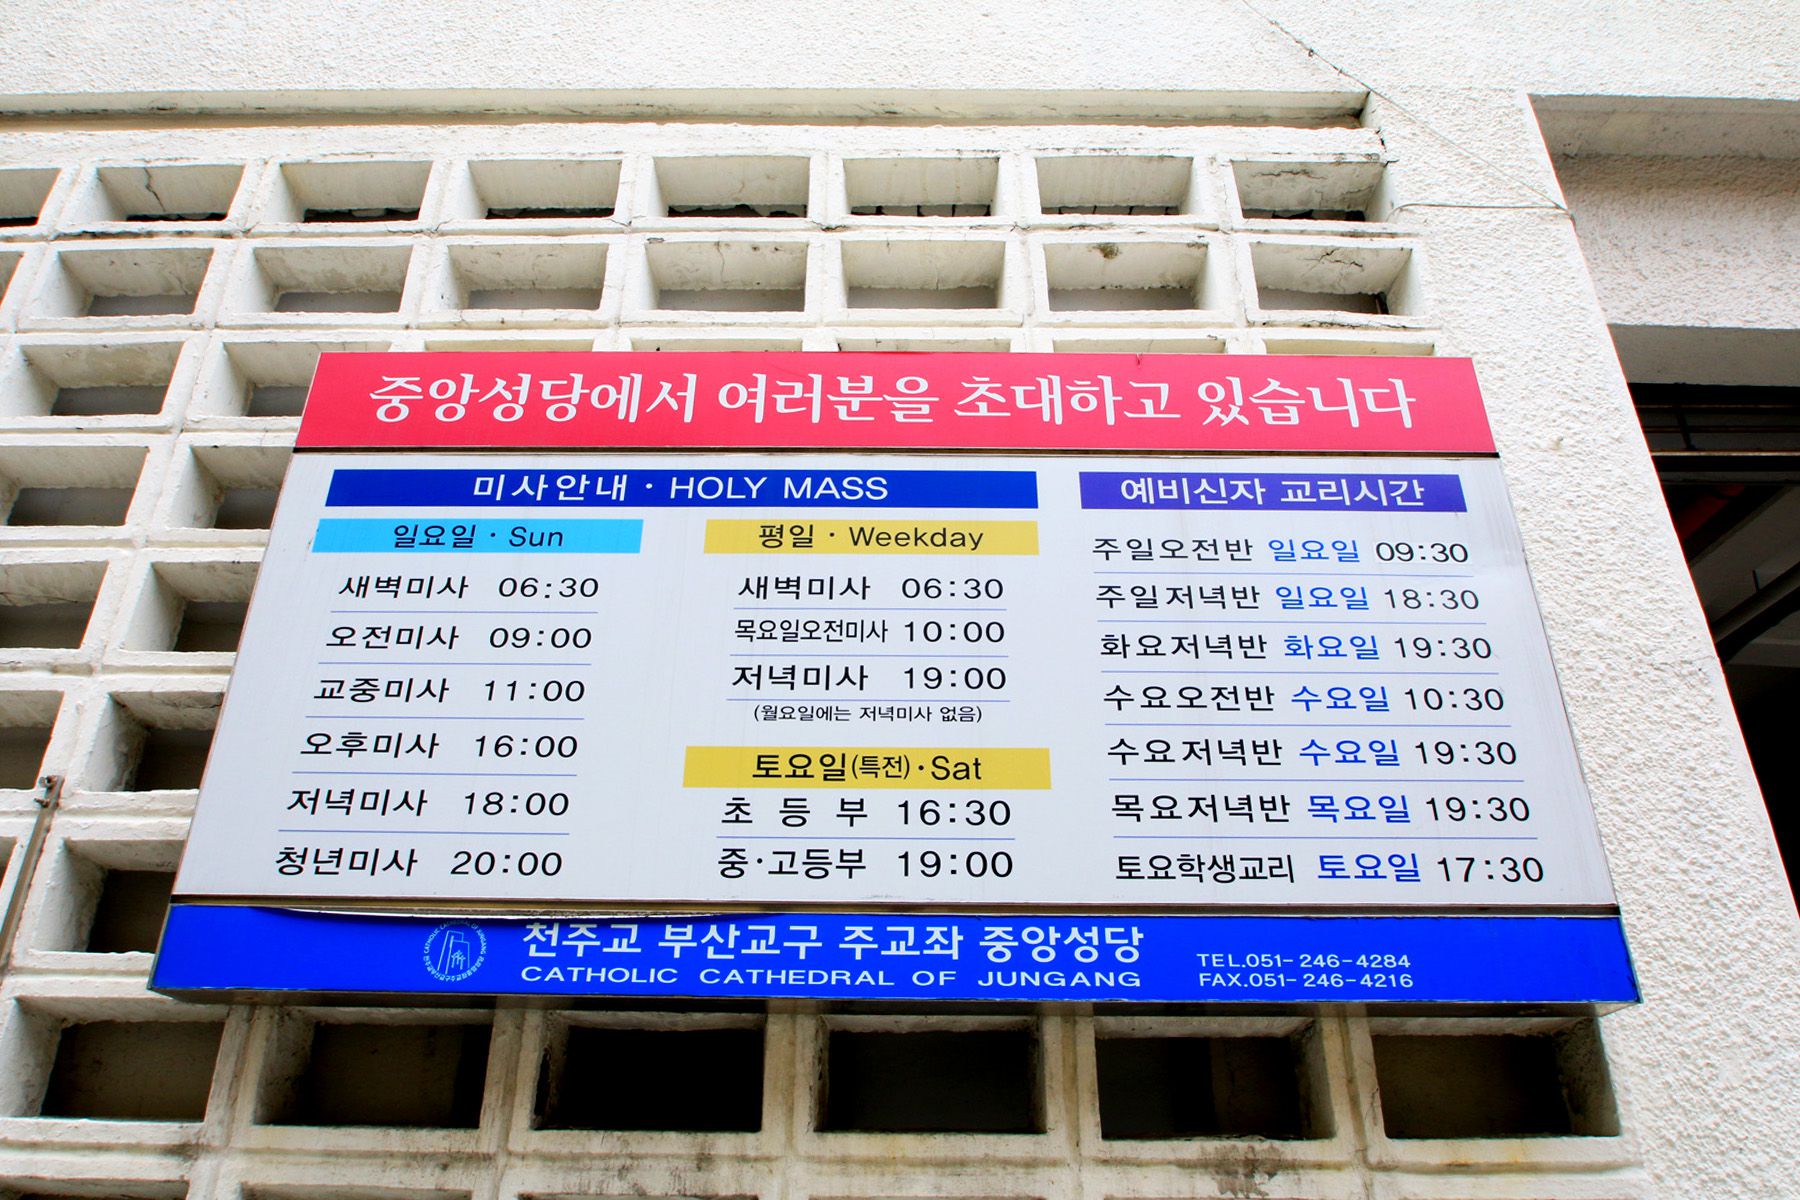 중앙성당에서 여러분을 초대하고 있습니다
미사안내 · HOLY MASS
일요일 · Sun
새벽미사 06:30
오전미사 09:00
교중미사 11:00
오후미사 16:00
저녁미사 18:00
청년미사 20:00
평일 · Weekday
새벽미사 06:30
목요일오전미사 10:00
저녁미사 19:00
(월요일에는 저녁미사 없음)
토요일(특전) · Sat
초 등 부 16:30
중·고등부 19:00
예비신자 교리시간
주일오전반 일요일 09:30
주일저녁반 일요일 18:30
화요저녁반 화요일 19:30
수요오전반 수요일 10:30
수요저녁반 수요일 19:30
목요저녁반 목요일 19:30
토요학생교리 토요일 17:30
천주교 부산교구 주교좌 중앙성당
CATHOLIC CATHEDRAL OF JUNGANG
TEL.051-246-4284
FAX.051-246-4216